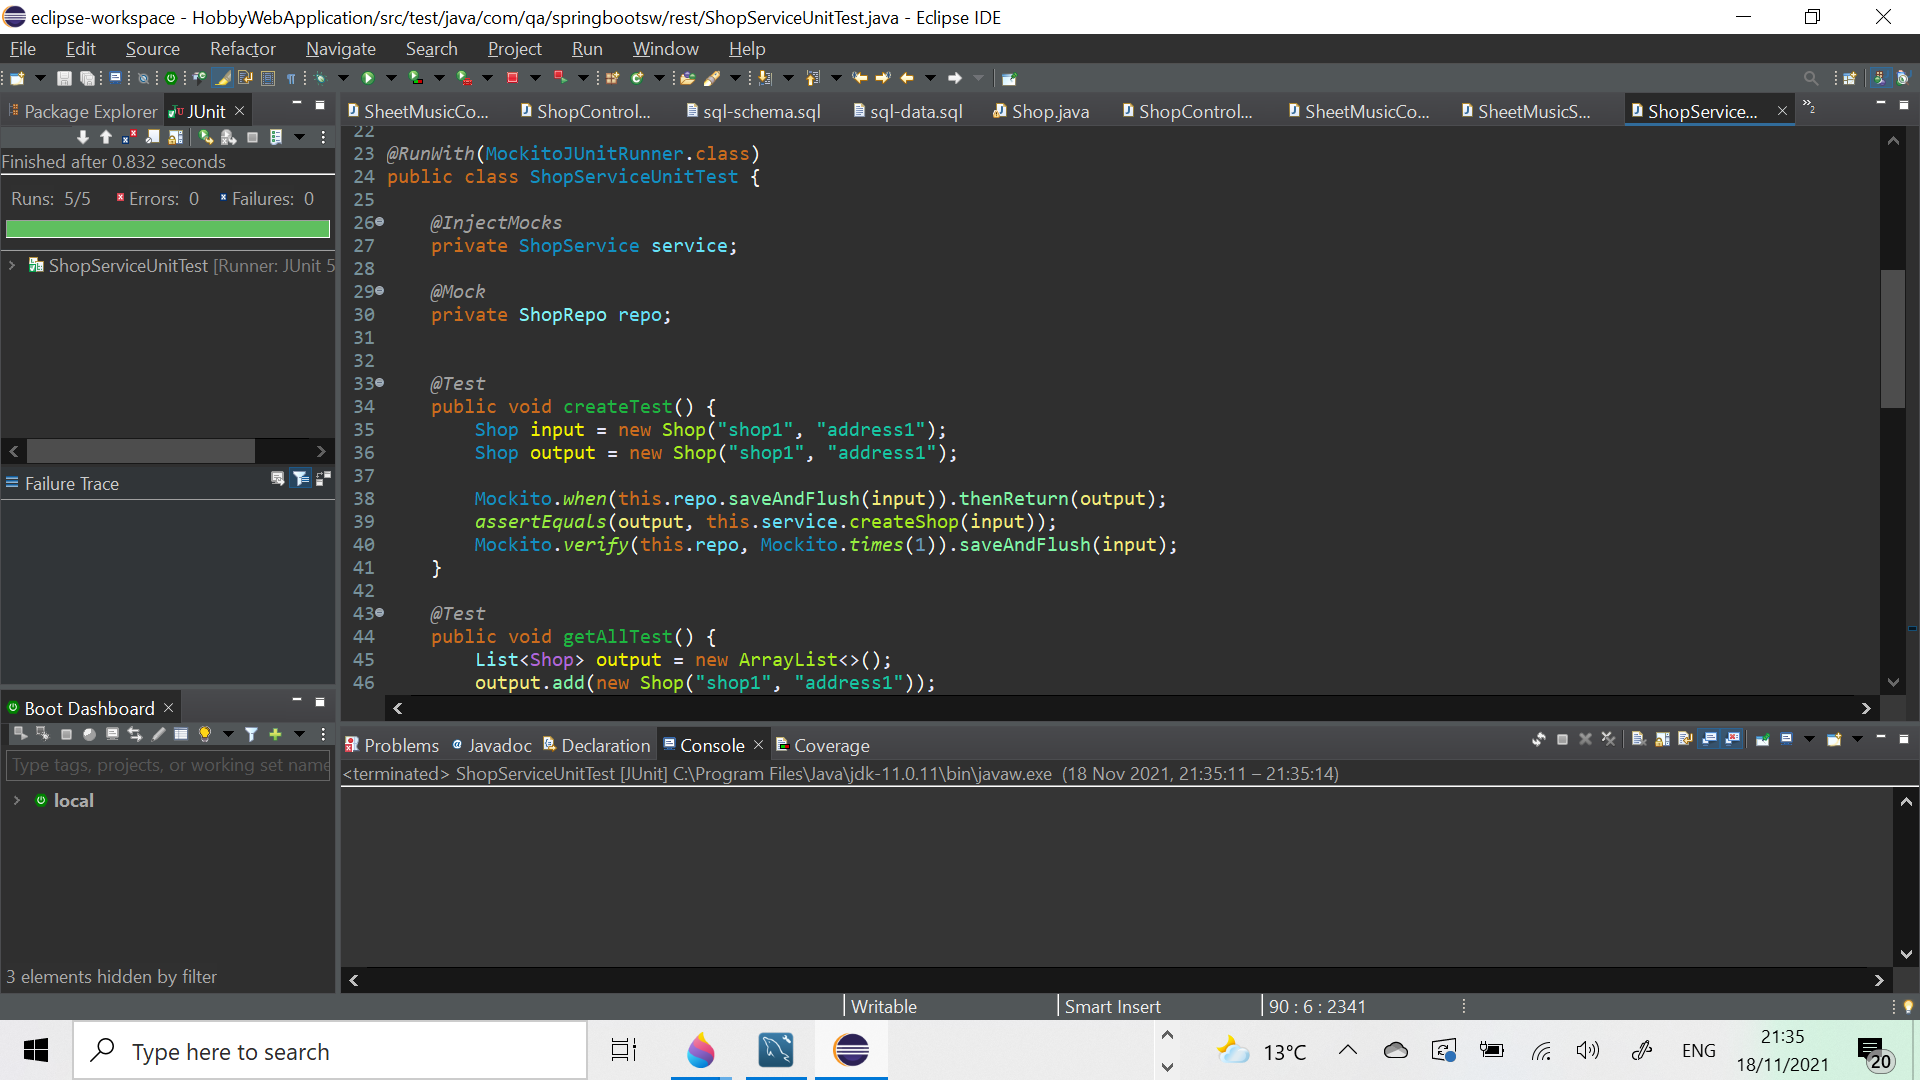 eclipse-workspace - HobbyWebApplication/src/test/java/com/qa/springbootsw/rest/ShopServiceUnitTest.java - Eclipse IDE
File Edit Source Refactor Navigate Search Project Run Window Help
Package Explorer JUnit
Finished after 0.832 seconds
Runs: 5/5 Errors: 0 Failures: 0
ShopServiceUnitTest [Runner: JUnit 5
Failure Trace
Boot Dashboard
Type tags, projects, or working set name
local
3 elements hidden by filter
SheetMusicCo... ShopControl... sql-schema.sql sql-data.sql Shop.java ShopControl... SheetMusicCo... SheetMusicS... ShopService... »2
22
23 @RunWith(MockitoJUnitRunner.class)
24 public class ShopServiceUnitTest {
25
26 @InjectMocks
27 private ShopService service;
28
29 @Mock
30 private ShopRepo repo;
31
32
33 @Test
34 public void createTest() {
35 Shop input = new Shop("shop1", "address1");
36 Shop output = new Shop("shop1", "address1");
37
38 Mockito.when(this.repo.saveAndFlush(input)).thenReturn(output);
39 assertEquals(output, this.service.createShop(input));
40 Mockito.verify(this.repo, Mockito.times(1)).saveAndFlush(input);
41 }
42
43 @Test
44 public void getAllTest() {
45 List<Shop> output = new ArrayList<>();
46 output.add(new Shop("shop1", "address1"));
Problems Javadoc Declaration Console Coverage
<terminated> ShopServiceUnitTest [JUnit] C:\Program Files\Java\jdk-11.0.11\bin\javaw.exe (18 Nov 2021, 21:35:11 – 21:35:14)
Writable Smart Insert 90 : 6 : 2341
Type here to search
13°C
ENG
21:35
18/11/2021
20